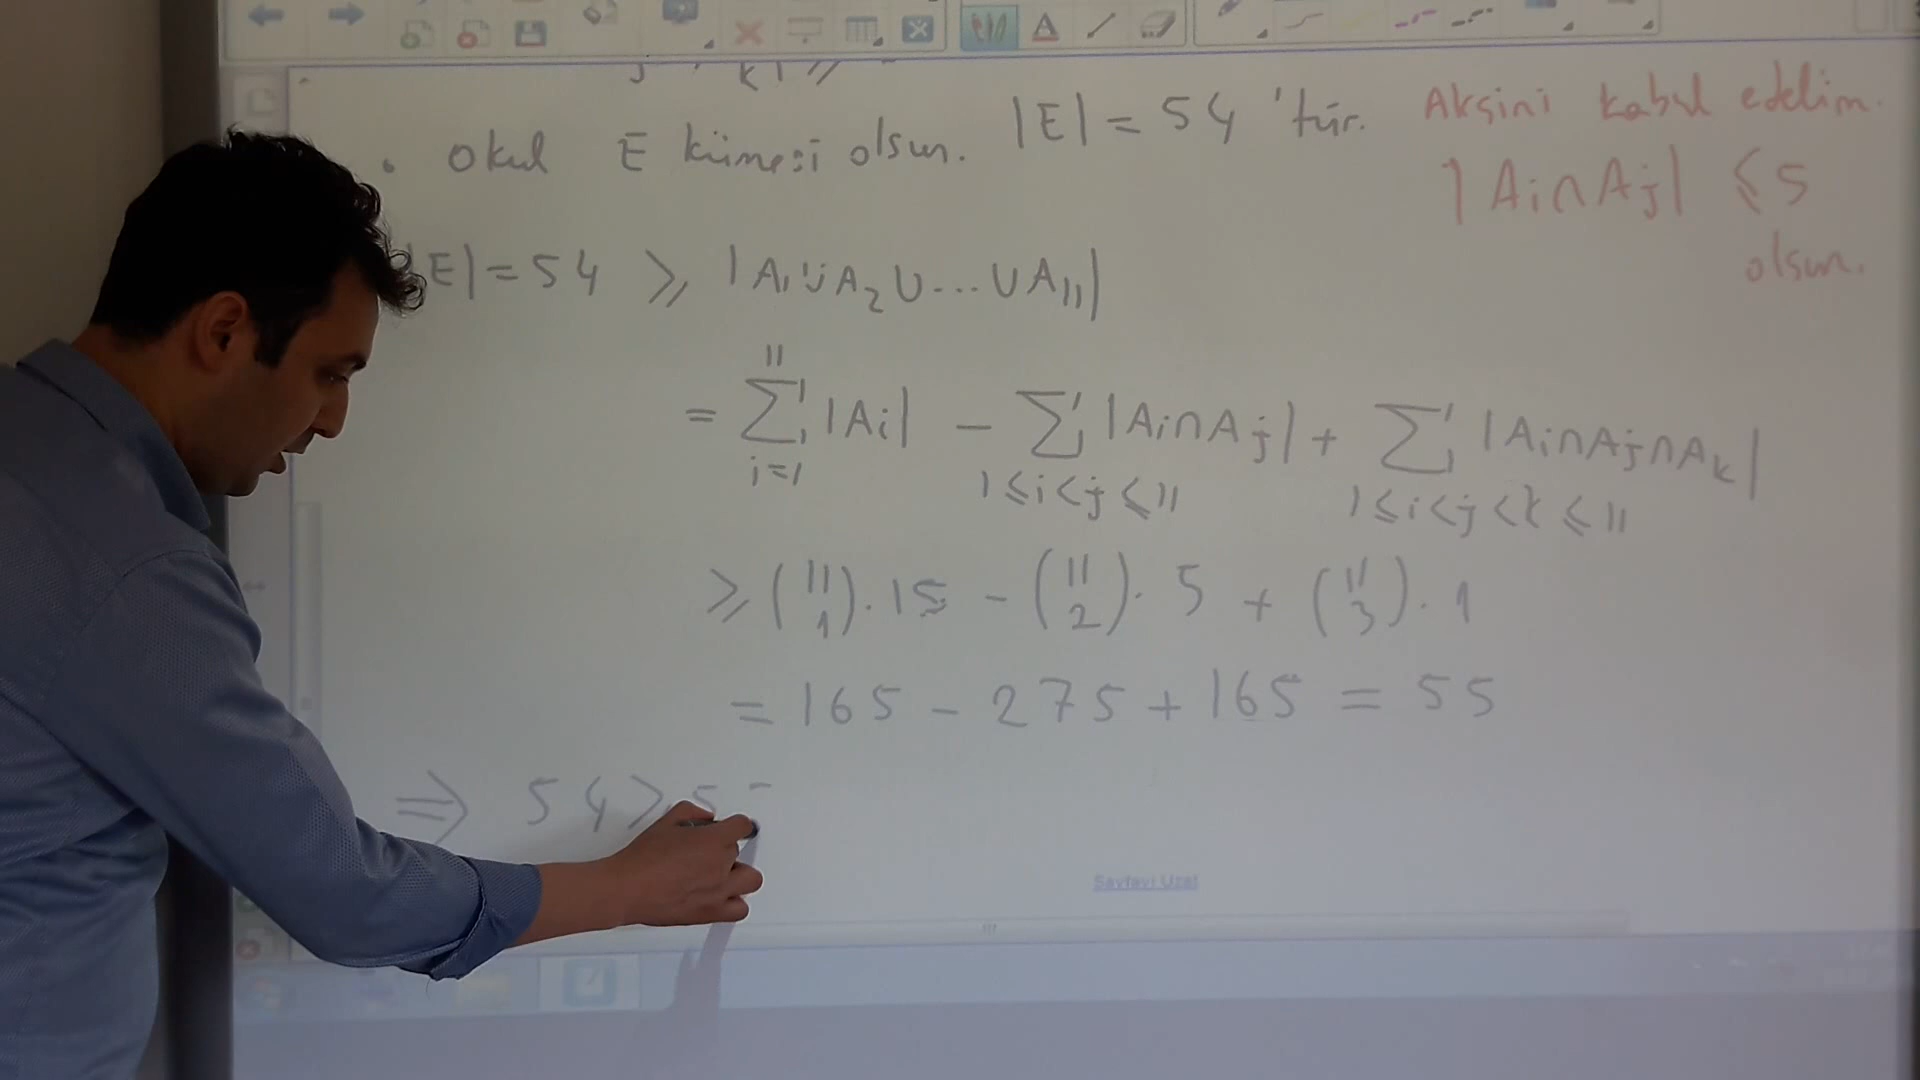 • Okul E kümesi olsun. |E| = 54 'tür. Aksini kabul edelim.
|Ai∩Aj| ⩽ 5
olsun.
|E| = 54 ⩾ |A₁∪A₂∪...∪A₁₁|
= ∑_{i=1}^{11} |Ai| - ∑_{1⩽i<j⩽11} |Ai∩Aj| + ∑_{1⩽i<j<k⩽11} |Ai∩Aj∩Ak|
⩾ (11 1).15 - (11 2).5 + (11 3).1
= 165 - 275 + 165 = 55
⇒ 54 ⩾ 5
Sayfayı Uzat